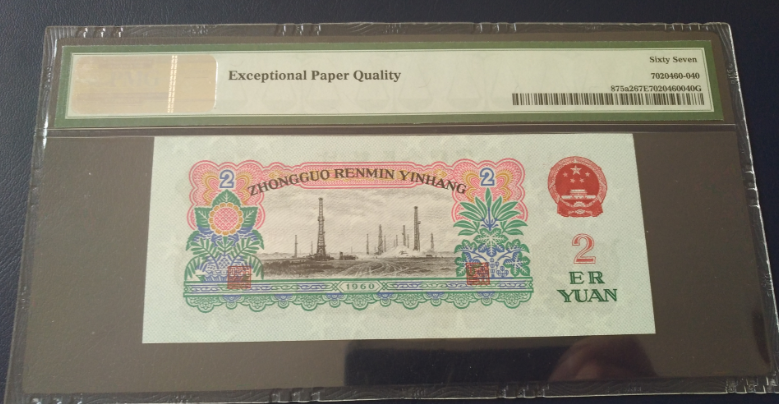 Exceptional Paper Quality
Sixty Seven
7020460-040
875a267E7020460040G
2
ZHONGGUO RENMIN YINHANG
2
1960
2
ER
YUAN